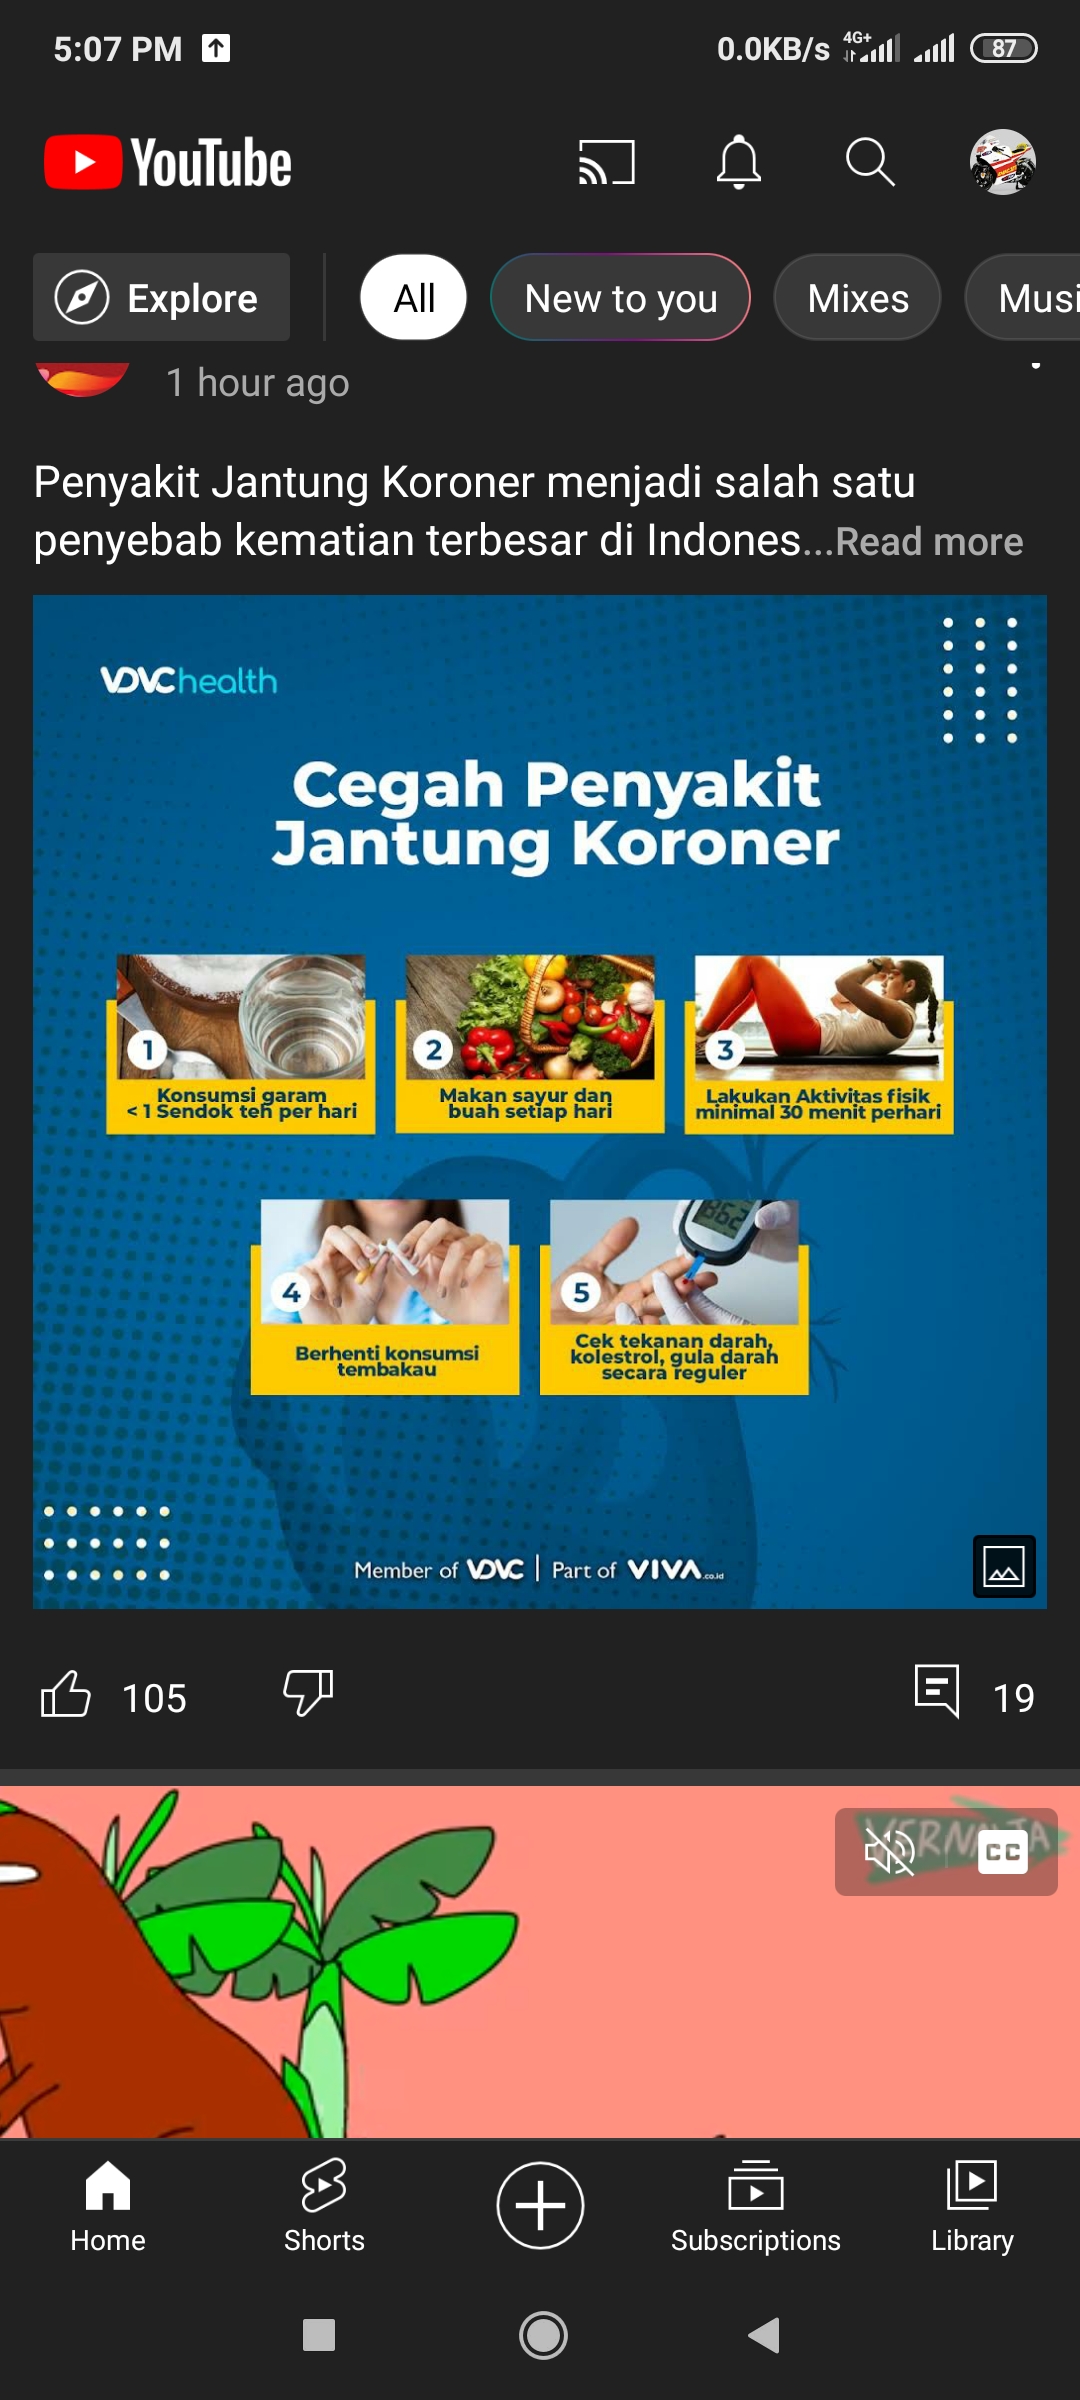 5:07 PM
0.0KB/s 4G+ 87
YouTube
Explore
All
New to you
Mixes
Musi
1 hour ago
Penyakit Jantung Koroner menjadi salah satu
penyebab kematian terbesar di Indones...Read more
VDVChealth
Cegah Penyakit
Jantung Koroner
1
Konsumsi garam
< 1 Sendok teh per hari
2
Makan sayur dan
buah setiap hari
3
Lakukan Aktivitas fisik
minimal 30 menit perhari
4
Berhenti konsumsi
tembakau
5
Cek tekanan darah,
kolestrol, gula darah
secara reguler
Member of VDVC | Part of VIVA.co.id
105
19
CC
Home
Shorts
Subscriptions
Library